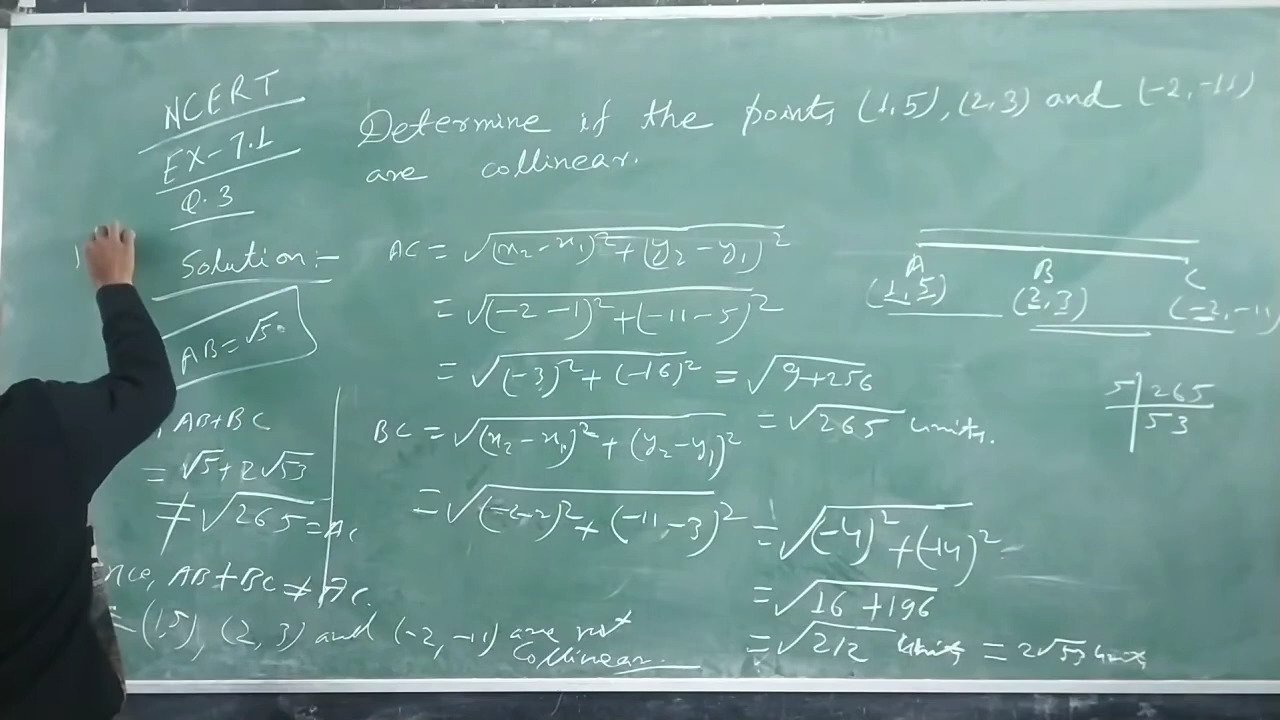 NCERT
EX-7.1
Q.3
Determine if the points (1,5), (2,3) and (-2,-11)
are collinear.
Solution:-
AB = √5
, AB+BC
= √5 + 2√53
≠ √265 = AC
nce, AB + BC ≠ AC.
(1,5), (2,3) and (-2,-11) are not
collinear
AC = √(x₂-x₁)² + (y₂-y₁)²
= √(-2-1)² + (-11-5)²
= √(-3)² + (-16)² = √9+256
= √265 units.
BC = √(x₂-x₁)² + (y₂-y₁)²
= √(-2-2)² + (-11-3)² = √(-4)² + (-14)²
= √16+196
= √212 units = 2√53 units
A B C
(1,5) (2,3) (-2,-11)
5 | 265
53